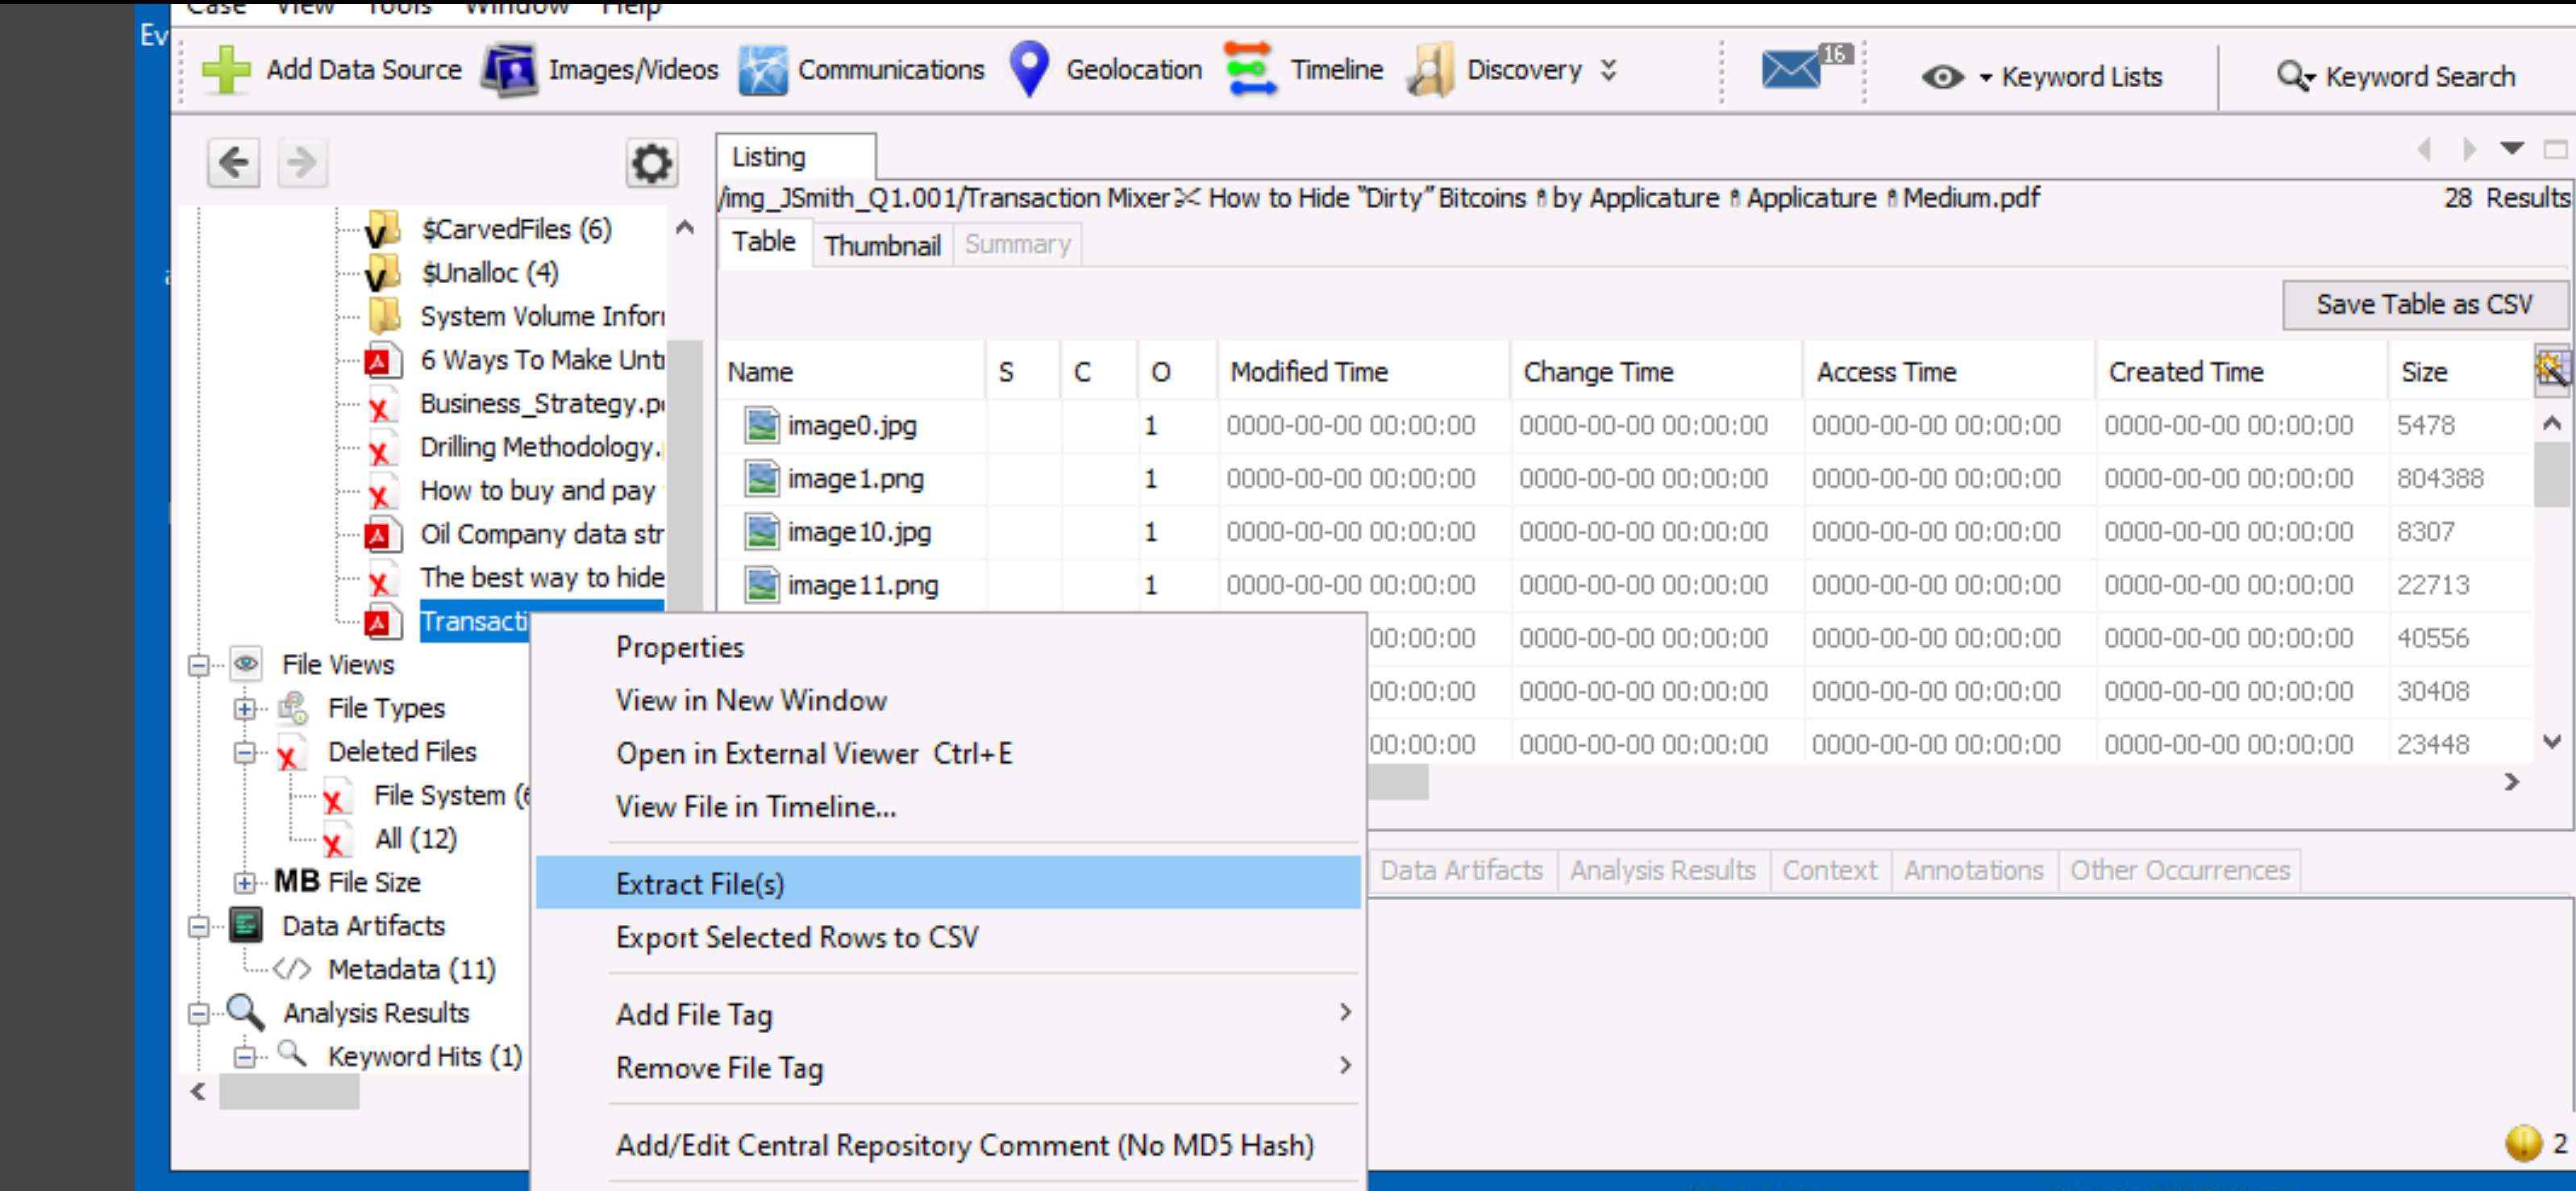 Case View Tools Window Help
Ev
Add Data Source Images/Videos Communications Geolocation Timeline Discovery 16 Keyword Lists Keyword Search
Listing
/img_JSmith_Q1.001/Transaction Mixer How to Hide "Dirty" Bitcoins by Applicature Applicature Medium.pdf 28 Results
Table Thumbnail Summary
Save Table as CSV
Name S C O Modified Time Change Time Access Time Created Time Size
image0.jpg 1 0000-00-00 00:00:00 0000-00-00 00:00:00 0000-00-00 00:00:00 0000-00-00 00:00:00 5478
image1.png 1 0000-00-00 00:00:00 0000-00-00 00:00:00 0000-00-00 00:00:00 0000-00-00 00:00:00 804388
image10.jpg 1 0000-00-00 00:00:00 0000-00-00 00:00:00 0000-00-00 00:00:00 0000-00-00 00:00:00 8307
image11.png 1 0000-00-00 00:00:00 0000-00-00 00:00:00 0000-00-00 00:00:00 0000-00-00 00:00:00 22713
00:00:00 0000-00-00 00:00:00 0000-00-00 00:00:00 0000-00-00 00:00:00 40556
00:00:00 0000-00-00 00:00:00 0000-00-00 00:00:00 0000-00-00 00:00:00 30408
00:00:00 0000-00-00 00:00:00 0000-00-00 00:00:00 0000-00-00 00:00:00 23448
$CarvedFiles (6)
$Unalloc (4)
System Volume Infor
6 Ways To Make Unt
Business_Strategy.p
Drilling Methodology.
How to buy and pay
Oil Company data str
The best way to hide
Transacti
File Views
File Types
Deleted Files
File System (6
All (12)
MB File Size
Data Artifacts
Metadata (11)
Analysis Results
Keyword Hits (1)
Properties
View in New Window
Open in External Viewer Ctrl+E
View File in Timeline...
Extract File(s)
Export Selected Rows to CSV
Add File Tag
Remove File Tag
Add/Edit Central Repository Comment (No MD5 Hash)
Data Artifacts Analysis Results Context Annotations Other Occurrences
2